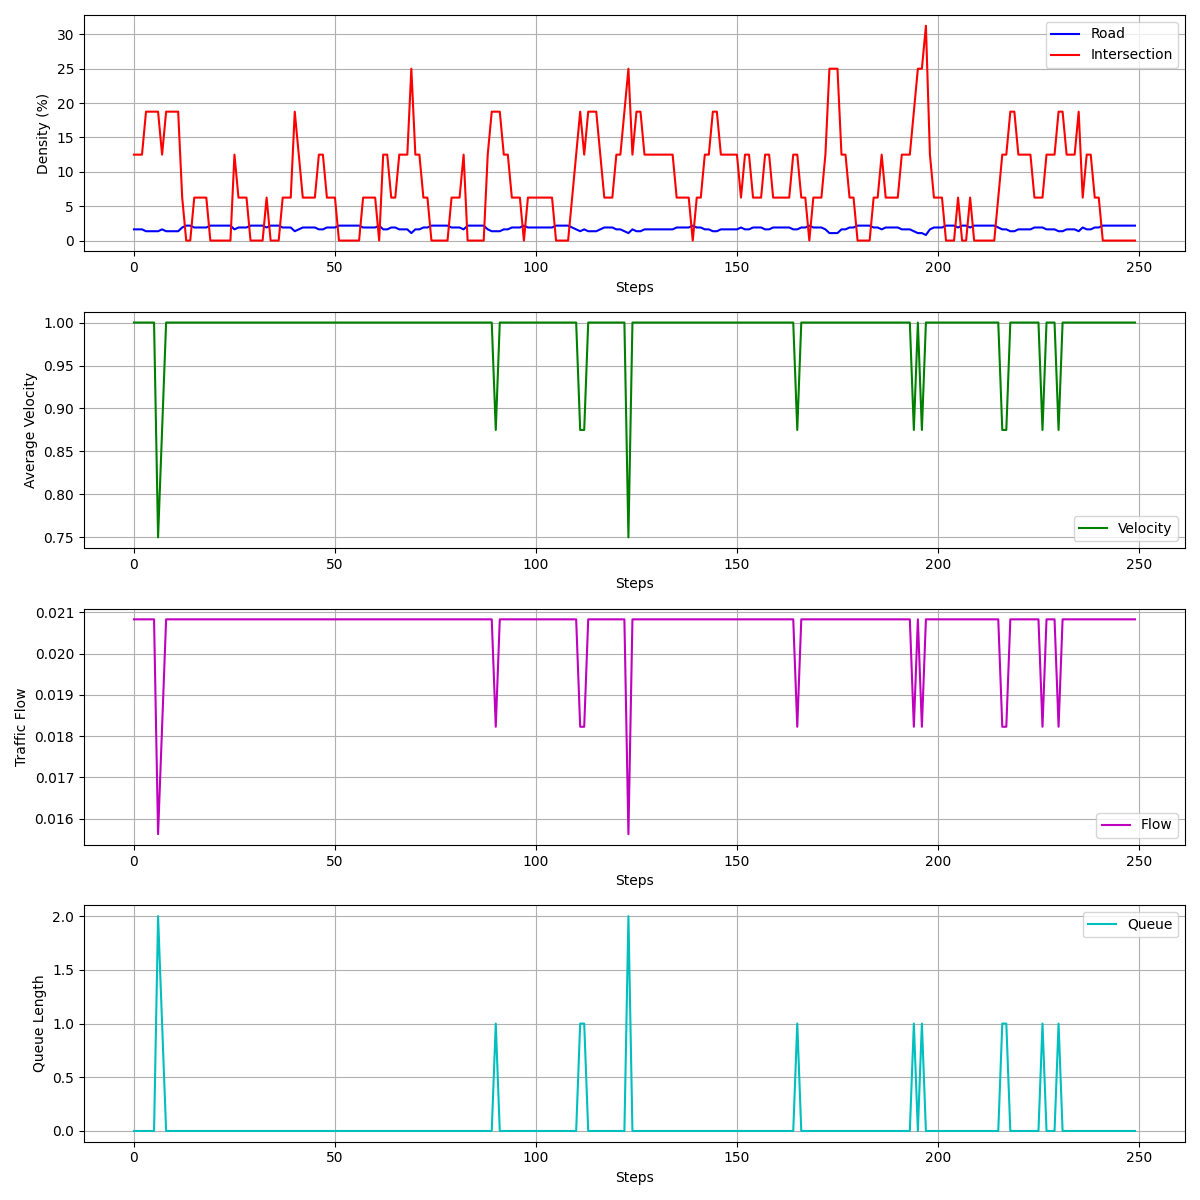 Density (%)
30
25
20
15
10
5
0
Road
Intersection
0 50 100 150 200 250
Steps
Average Velocity
1.00
0.95
0.90
0.85
0.80
0.75
Velocity
0 50 100 150 200 250
Steps
Traffic Flow
0.021
0.020
0.019
0.018
0.017
0.016
Flow
0 50 100 150 200 250
Steps
Queue Length
2.0
1.5
1.0
0.5
0.0
Queue
0 50 100 150 200 250
Steps